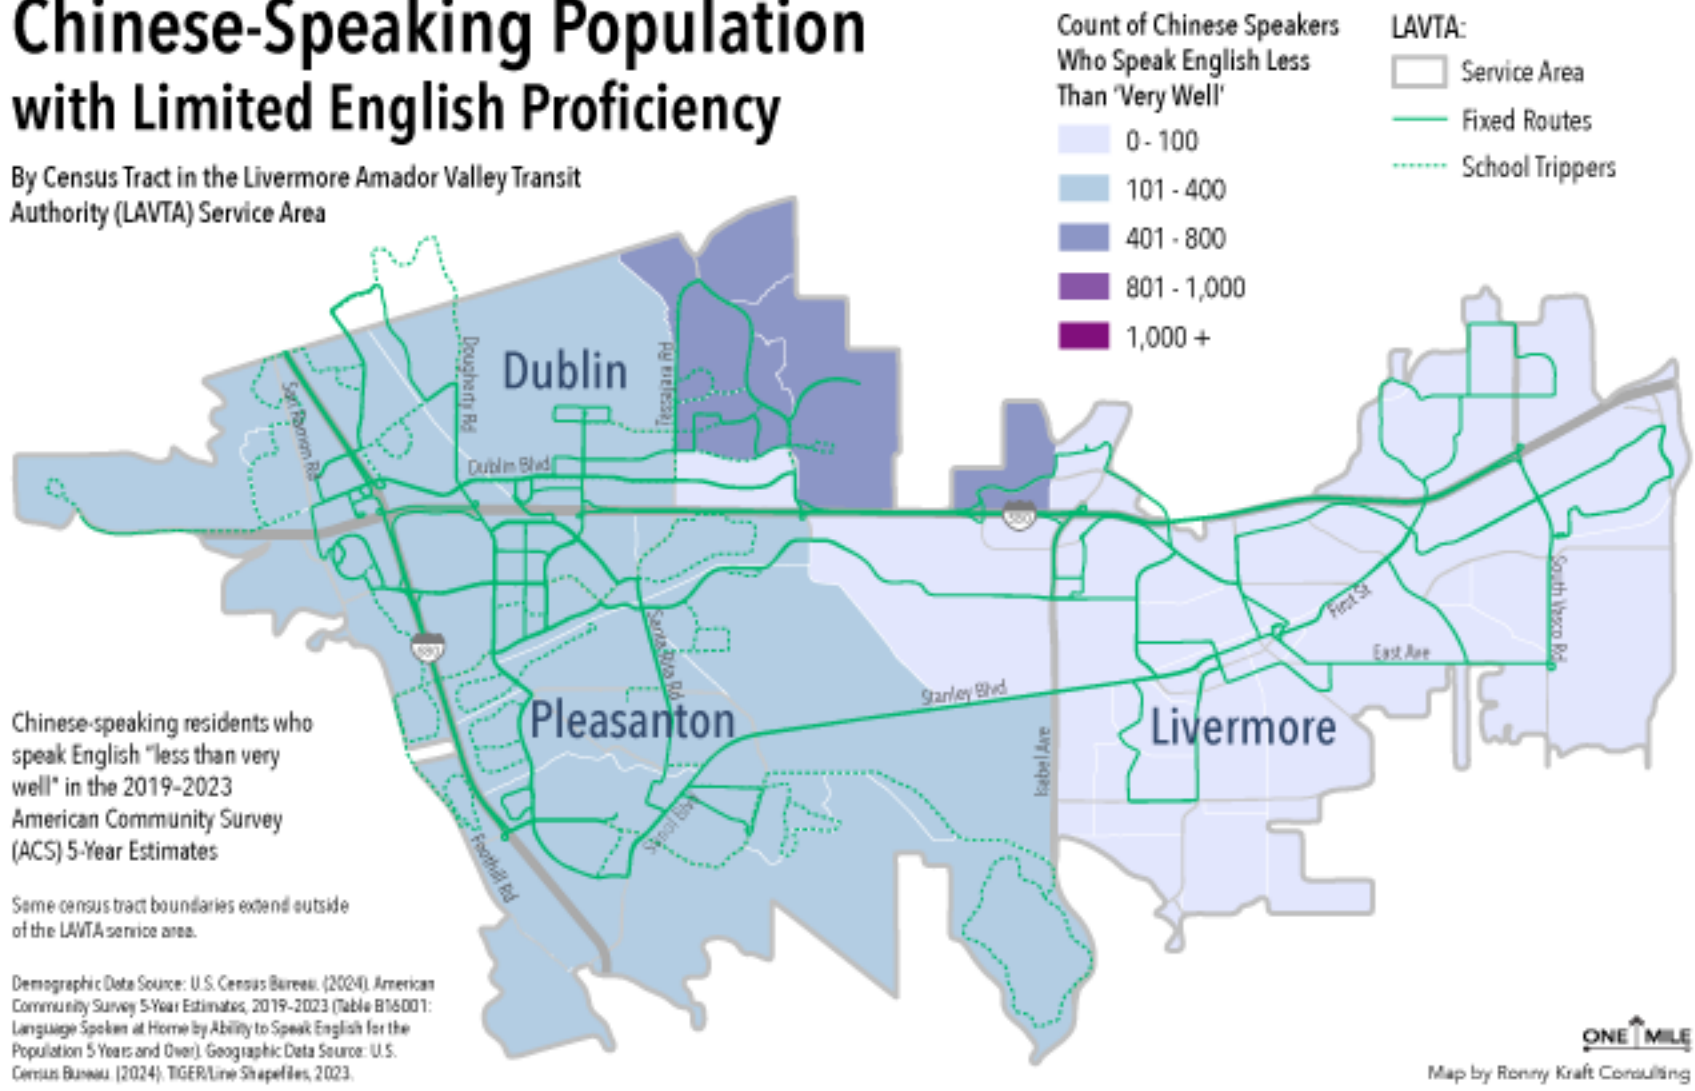 Chinese-Speaking Population
with Limited English Proficiency
By Census Tract in the Livermore Amador Valley Transit
Authority (LAVTA) Service Area
Count of Chinese Speakers
Who Speak English Less
Than ‘Very Well’
0 - 100
101 - 400
401 - 800
801 - 1,000
1,000 +
LAVTA:
Service Area
Fixed Routes
School Trippers
Dublin
Dougherty Rd
Tassajara Rd
San Ramon Rd
Dublin Blvd
580
680
Santa Rita Rd
Pleasanton
Stanley Blvd
Isabel Ave
Livermore
First St
East Ave
South Vasco Rd
Sunol Blvd
Foothill Rd
Chinese-speaking residents who
speak English "less than very
well" in the 2019–2023
American Community Survey
(ACS) 5-Year Estimates
Some census tract boundaries extend outside
of the LAVTA service area.
Demographic Data Source: U.S. Census Bureau. (2024). American
Community Survey 5-Year Estimates, 2019–2023 (Table B16001:
Language Spoken at Home by Ability to Speak English for the
Population 5 Years and Over). Geographic Data Source: U.S.
Census Bureau. (2024). TIGER/Line Shapefiles, 2023.
ONE MILE
Map by Ronny Kraft Consulting